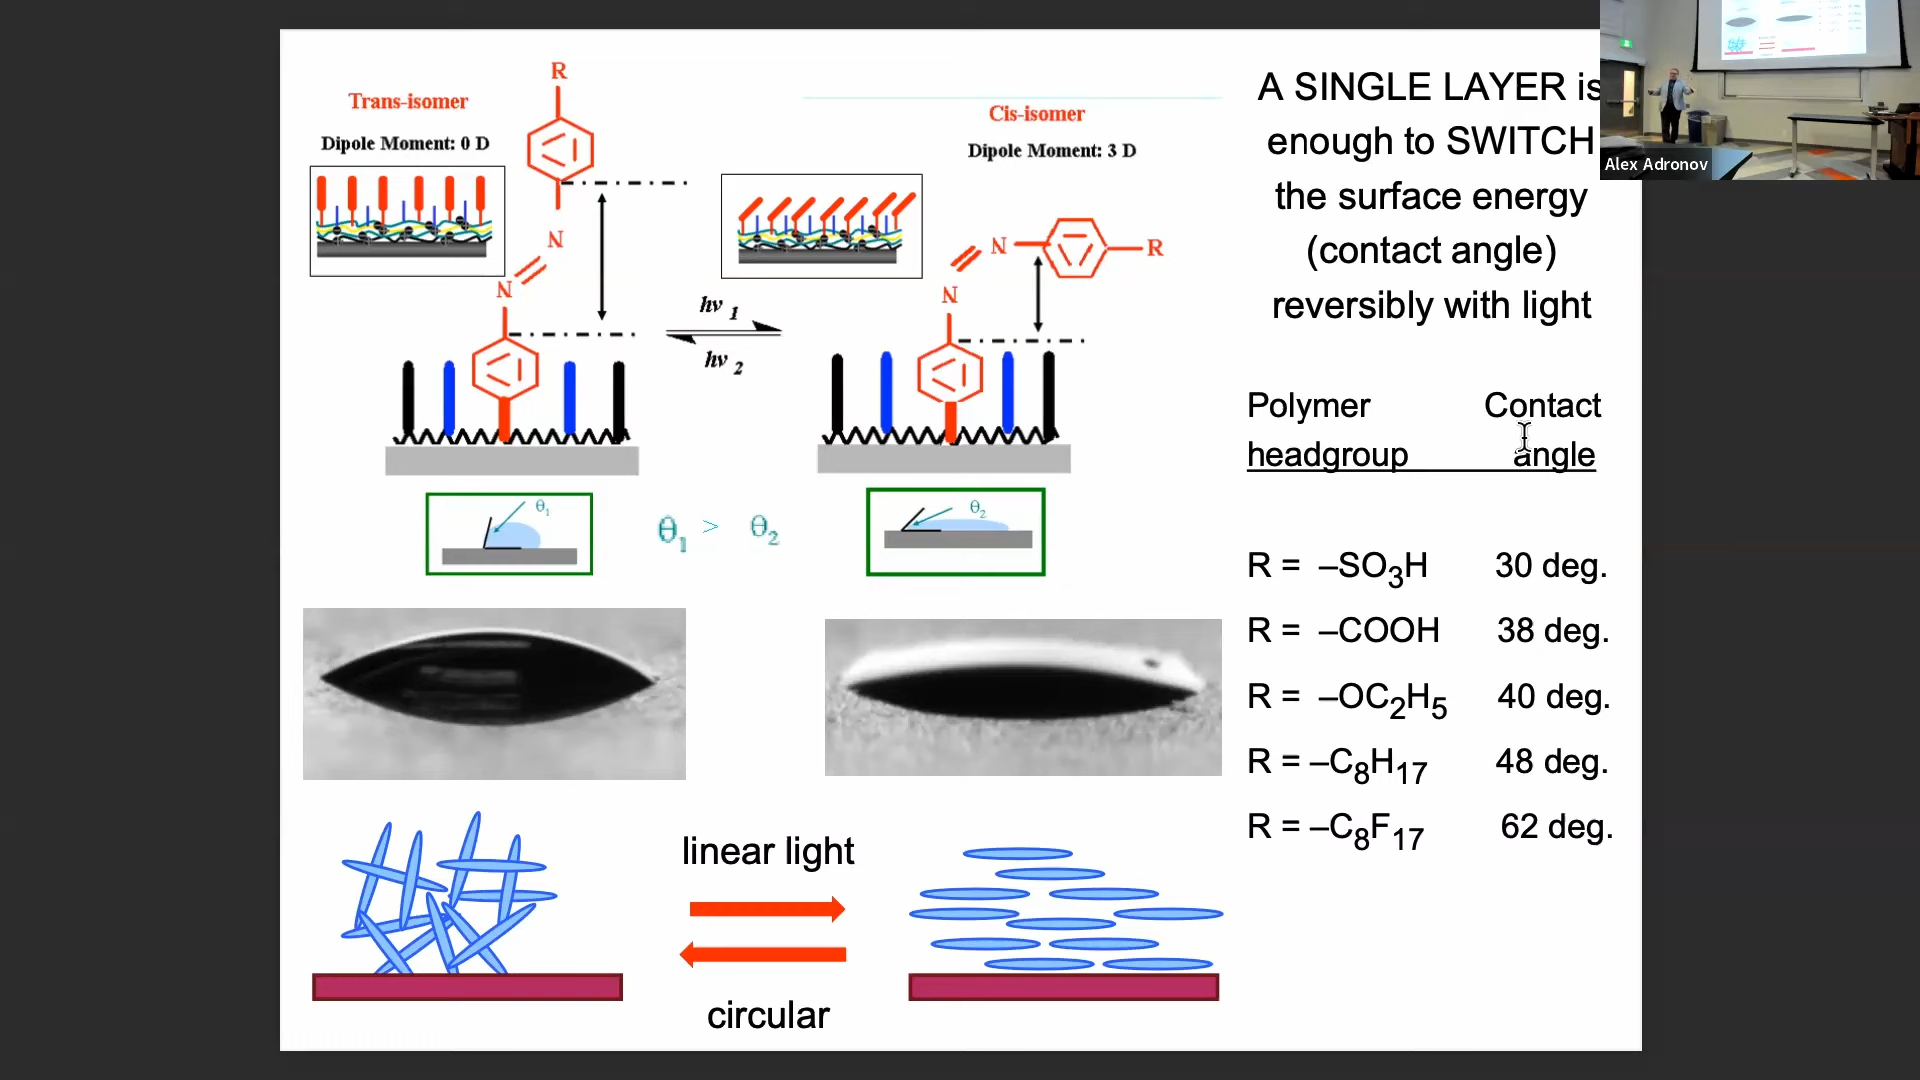 R
Trans-isomer
Dipole Moment: 0 D
N
N
hν 1
hν 2
Cis-isomer
Dipole Moment: 3 D
N
R
N
θ1
θ1 > θ2
θ2
linear light
circular
A SINGLE LAYER is
enough to SWITCH
the surface energy
(contact angle)
reversibly with light
Polymer Contact
headgroup angle
R = –SO3H 30 deg.
R = –COOH 38 deg.
R = –OC2H5 40 deg.
R = –C8H17 48 deg.
R = –C8F17 62 deg.
Alex Adronov